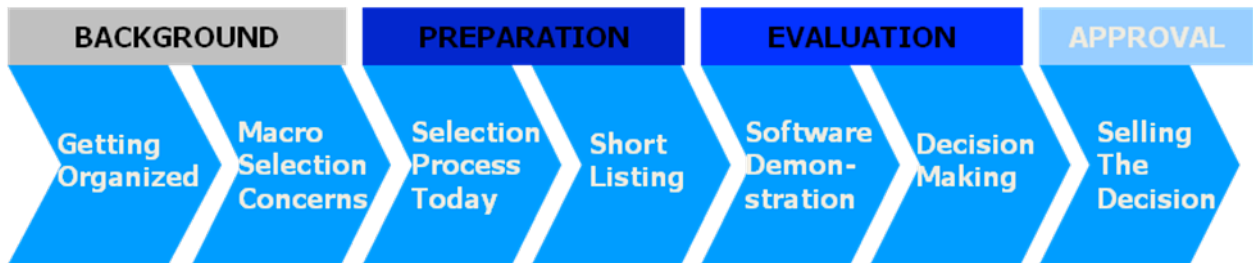 BACKGROUND
PREPARATION
EVALUATION
APPROVAL
Getting
Organized
Macro
Selection
Concerns
Selection
Process
Today
Short
Listing
Software
Demon-
stration
Decision
Making
Selling
The
Decision